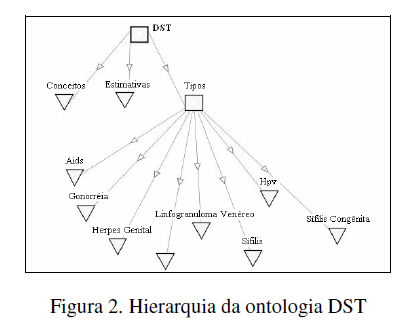 DST
Conceitos
Estimativas
Tipos
Aids
Gonorréia
Herpes Genital
Linfogranuloma Venéreo
Sífilis
Hpv
Sífilis Congênita
Figura 2. Hierarquia da ontologia DST